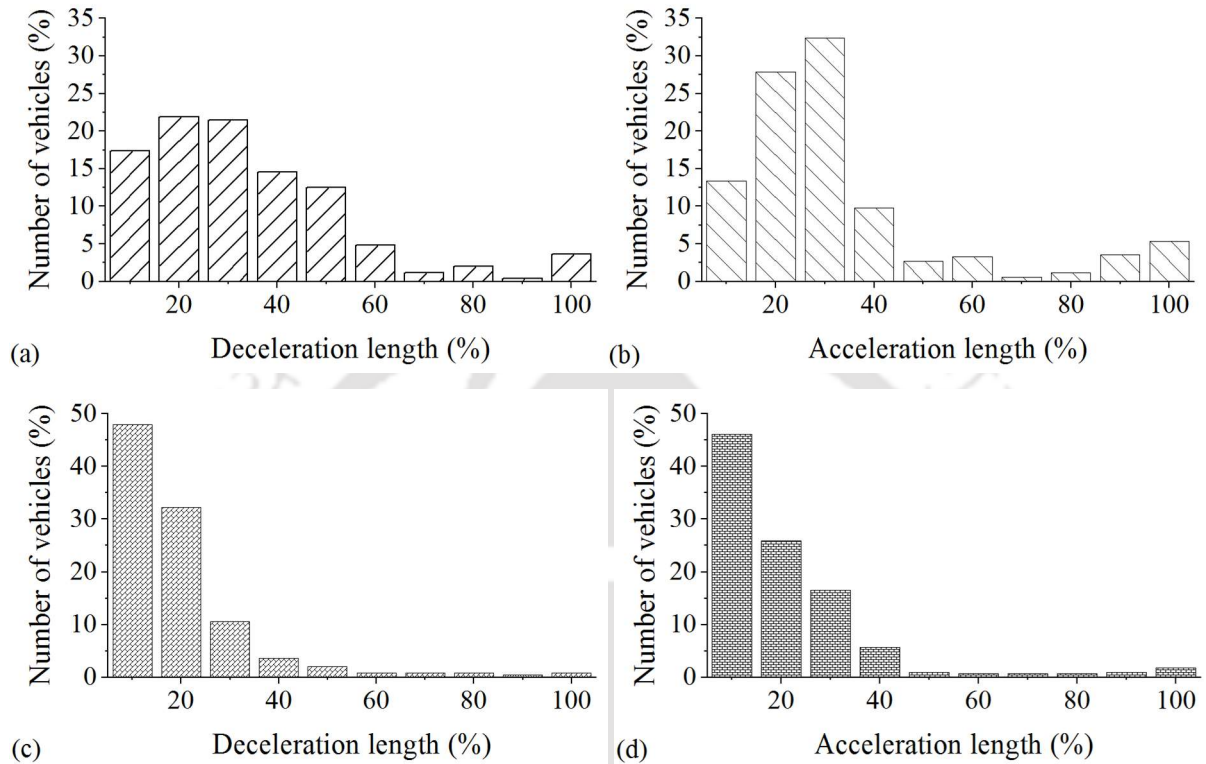 35
30
25
20
15
10
5
0
Number of vehicles (%)
20 40 60 80 100
(a) Deceleration length (%)
35
30
25
20
15
10
5
0
Number of vehicles (%)
20 40 60 80 100
(b) Acceleration length (%)
50
40
30
20
10
0
Number of vehicles (%)
20 40 60 80 100
(c) Deceleration length (%)
50
40
30
20
10
0
Number of vehicles (%)
20 40 60 80 100
(d) Acceleration length (%)